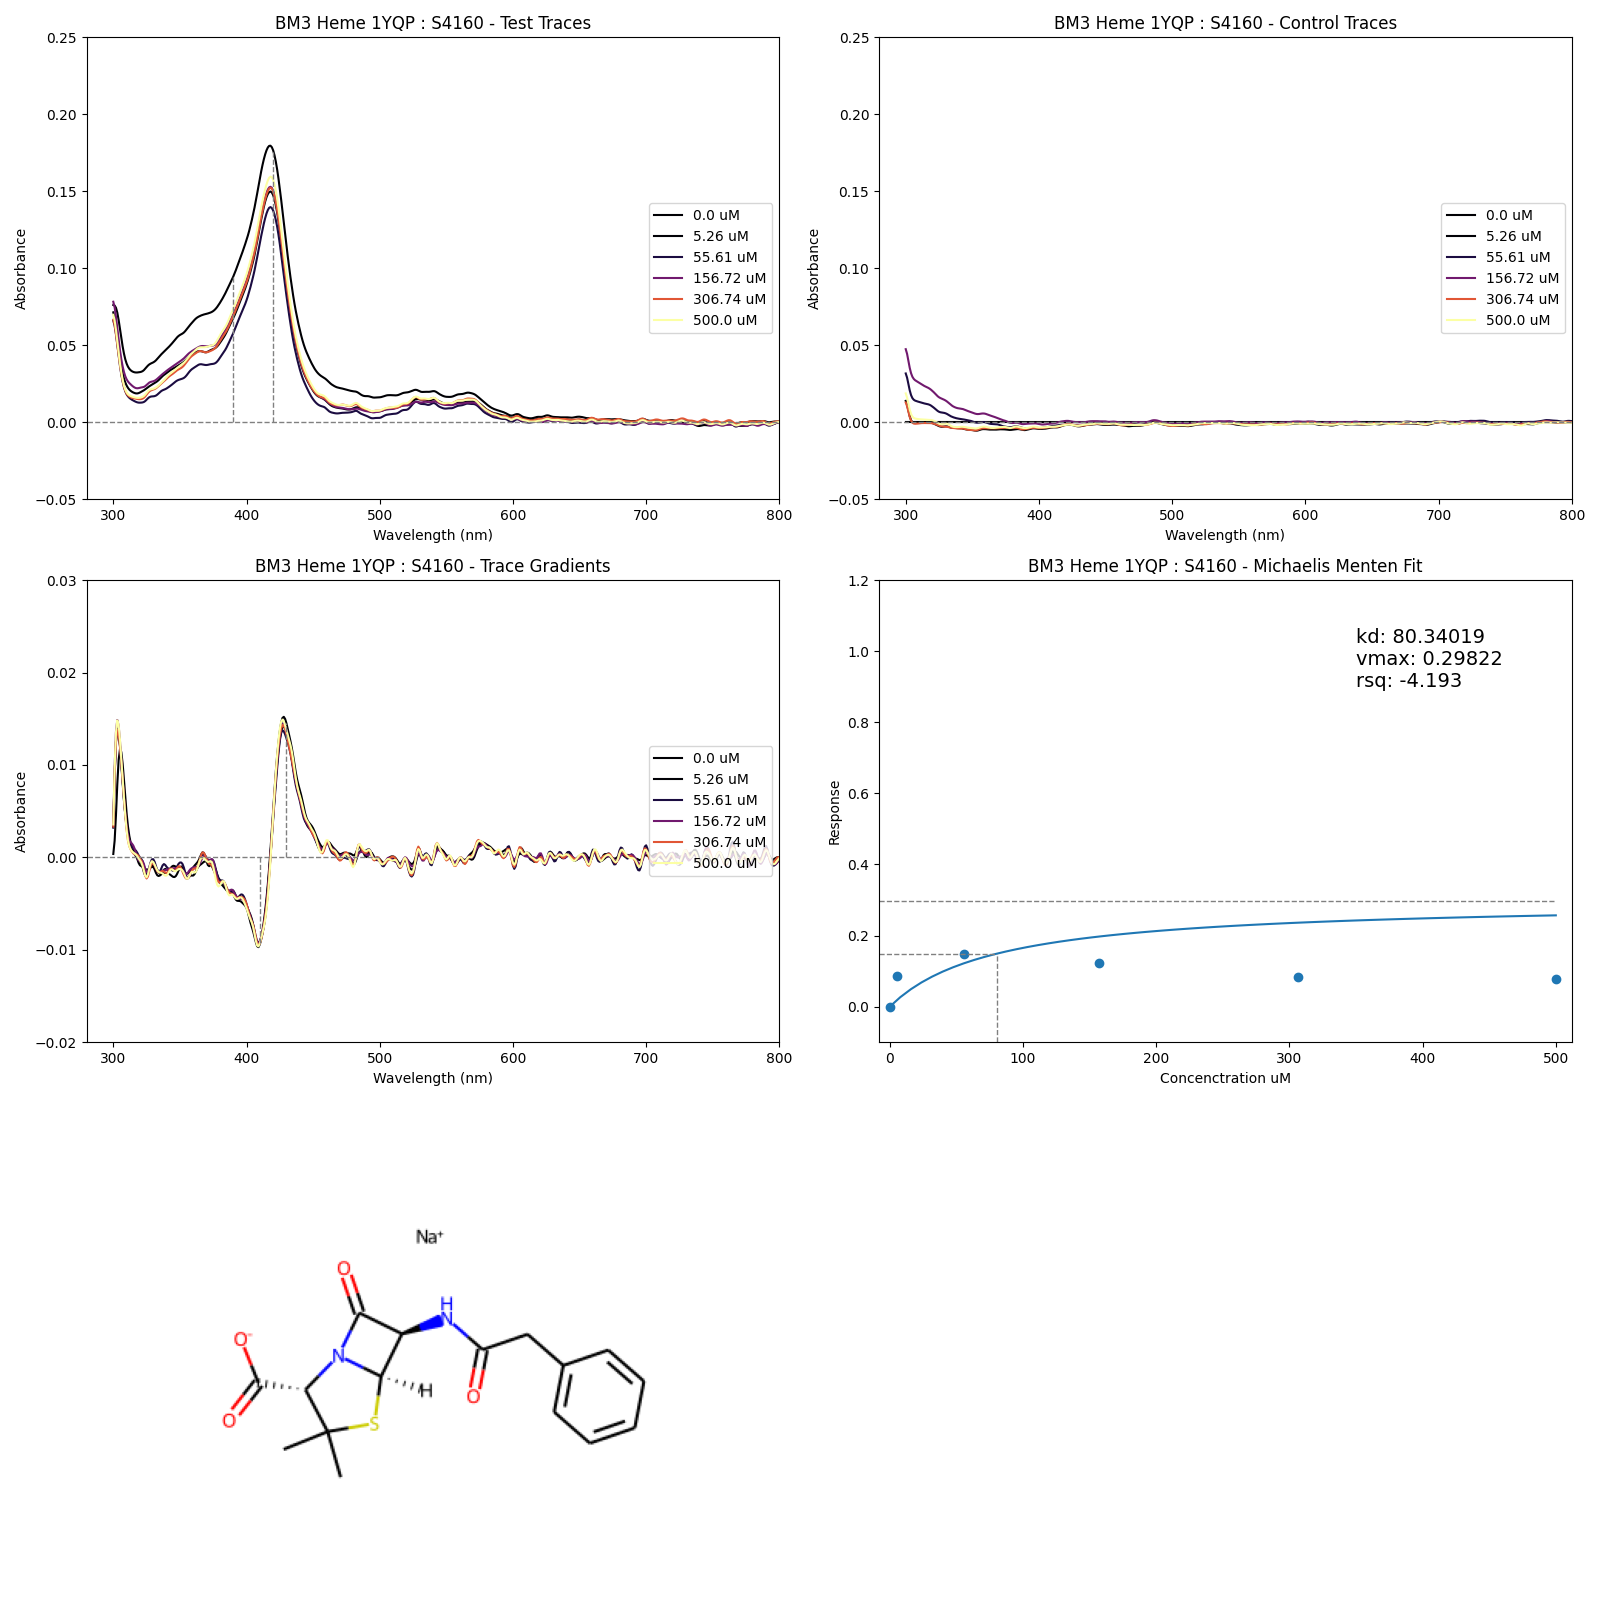 BM3 Heme 1YQP : S4160 - Test Traces
0.25
0.20
0.15
0.10
0.05
0.00
−0.05
Absorbance
300 400 500 600 700 800
Wavelength (nm)
0.0 uM
5.26 uM
55.61 uM
156.72 uM
306.74 uM
500.0 uM
BM3 Heme 1YQP : S4160 - Control Traces
0.25
0.20
0.15
0.10
0.05
0.00
−0.05
Absorbance
300 400 500 600 700 800
Wavelength (nm)
0.0 uM
5.26 uM
55.61 uM
156.72 uM
306.74 uM
500.0 uM
BM3 Heme 1YQP : S4160 - Trace Gradients
0.03
0.02
0.01
0.00
−0.01
−0.02
Absorbance
300 400 500 600 700 800
Wavelength (nm)
0.0 uM
5.26 uM
55.61 uM
156.72 uM
306.74 uM
500.0 uM
BM3 Heme 1YQP : S4160 - Michaelis Menten Fit
1.2
1.0
0.8
0.6
0.4
0.2
0.0
Response
kd: 80.34019
vmax: 0.29822
rsq: -4.193
0 100 200 300 400 500
Concenctration uM
Na⁺
O
H
N
O⁻
N
H
O
O
S